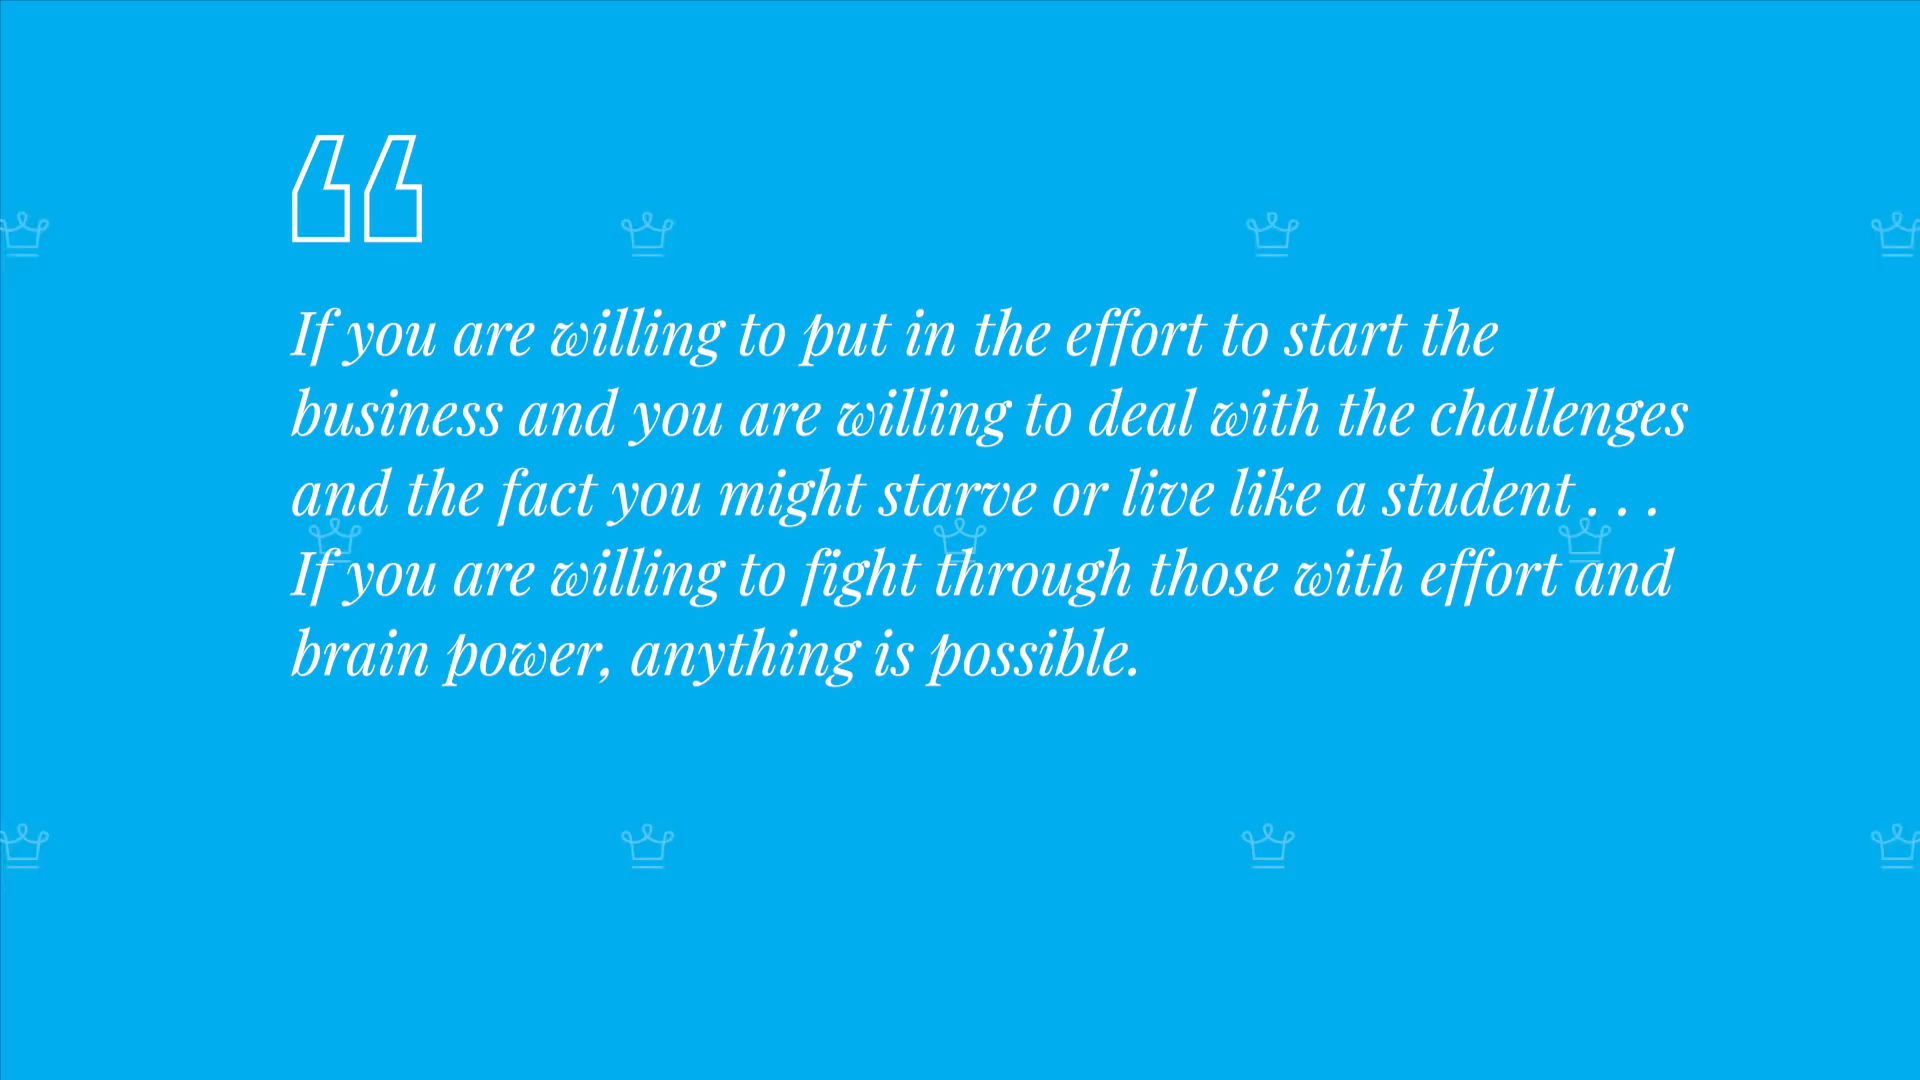 “
If you are willing to put in the effort to start the
business and you are willing to deal with the challenges
and the fact you might starve or live like a student . . .
If you are willing to fight through those with effort and
brain power, anything is possible.